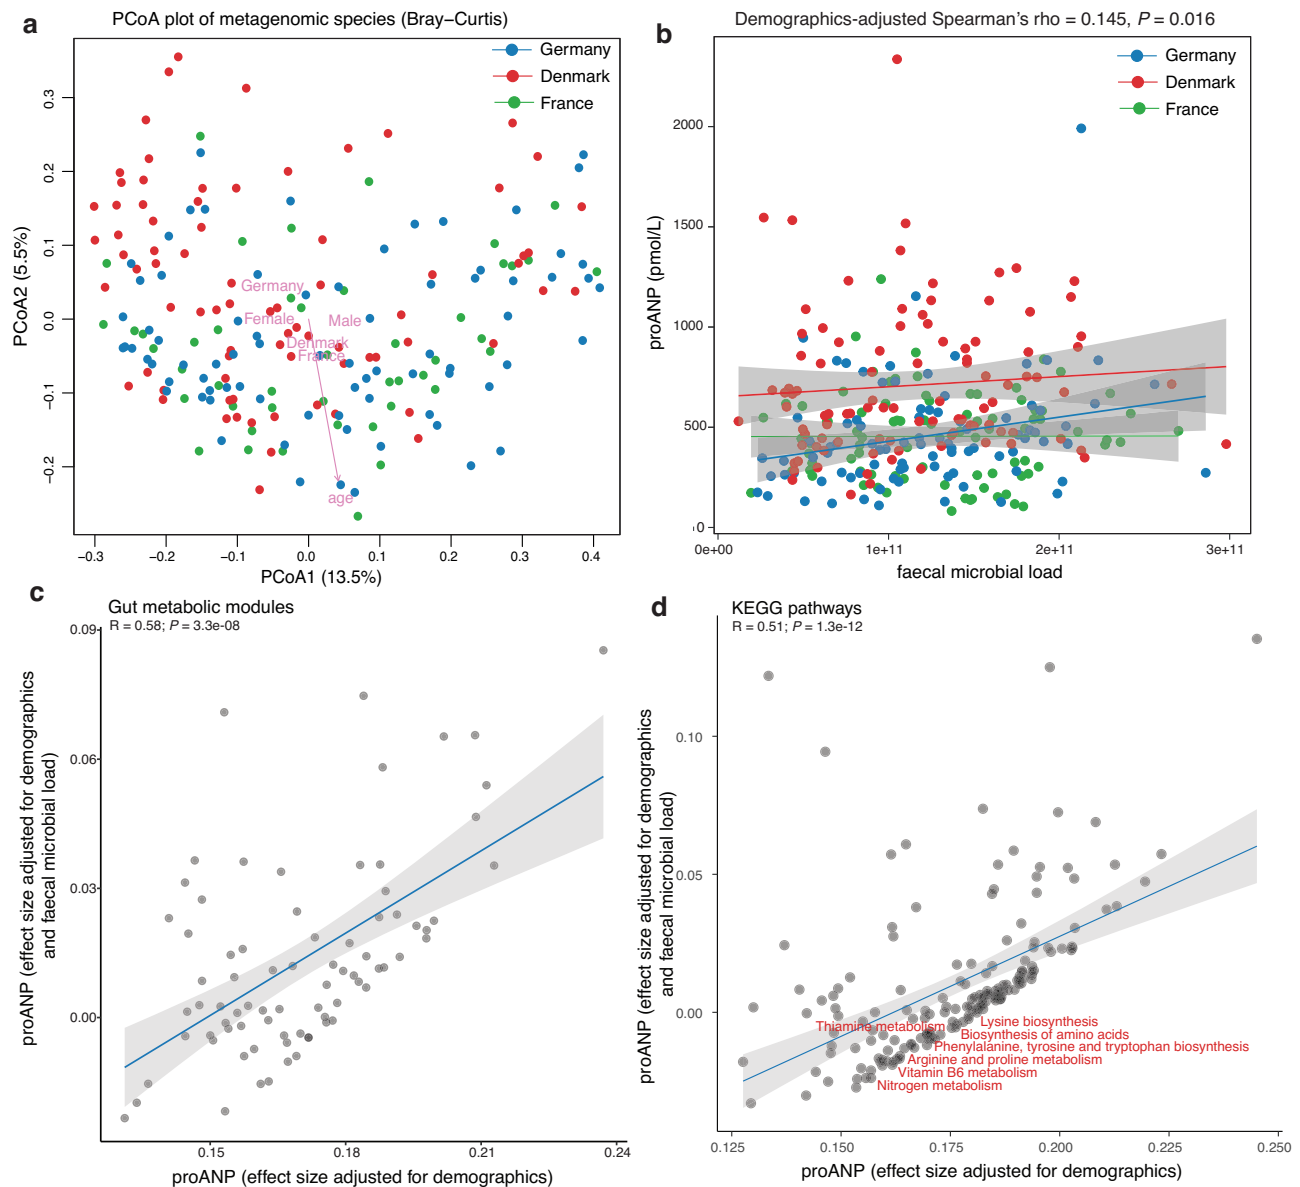 a
PCoA plot of metagenomic species (Bray−Curtis)
Germany
Denmark
France
PCoA2 (5.5%)
0.3
0.2
0.1
0.0
−0.1
−0.2
Germany
Female
Male
Denmark
France
age
−0.3
−0.2
−0.1
0.0
0.1
0.2
0.3
0.4
PCoA1 (13.5%)
b
Demographics-adjusted Spearman's rho = 0.145, P = 0.016
Germany
Denmark
France
proANP (pmol/L)
2000
1500
1000
500
0
0e+00
1e+11
2e+11
3e+11
faecal microbial load
c
Gut metabolic modules
R = 0.58; P = 3.3e-08
proANP (effect size adjusted for demographics
and faecal microbial load)
0.09
0.06
0.03
0.00
0.15
0.18
0.21
0.24
proANP (effect size adjusted for demographics)
d
KEGG pathways
R = 0.51; P = 1.3e-12
proANP (effect size adjusted for demographics
and faecal microbial load)
0.10
0.05
0.00
Thiamine metabolism
Lysine biosynthesis
Biosynthesis of amino acids
Phenylalanine, tyrosine and tryptophan biosynthesis
Arginine and proline metabolism
Vitamin B6 metabolism
Nitrogen metabolism
0.125
0.150
0.175
0.200
0.225
0.250
proANP (effect size adjusted for demographics)